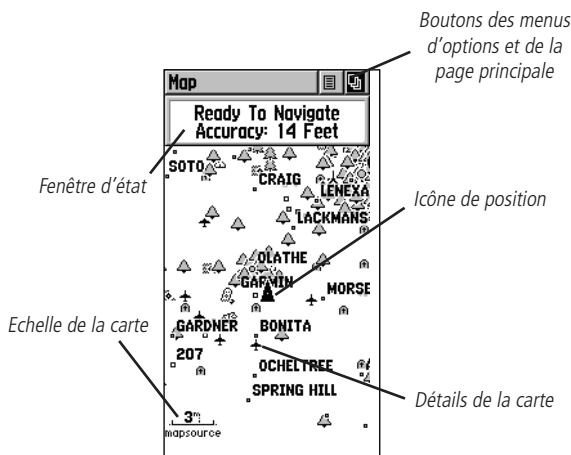 Boutons des menus
d'options et de la
page principale
Map
Ready To Navigate
Accuracy: 14 Feet
Fenêtre d'état
SOTO
CRAIG
LENEXA
LACKMANS
Icône de position
OLATHE
GARMIN
MORSE
Echelle de la carte
GARDNER
BONITA
207
OCHELTREE
SPRING HILL
Détails de la carte
3m
mapsource